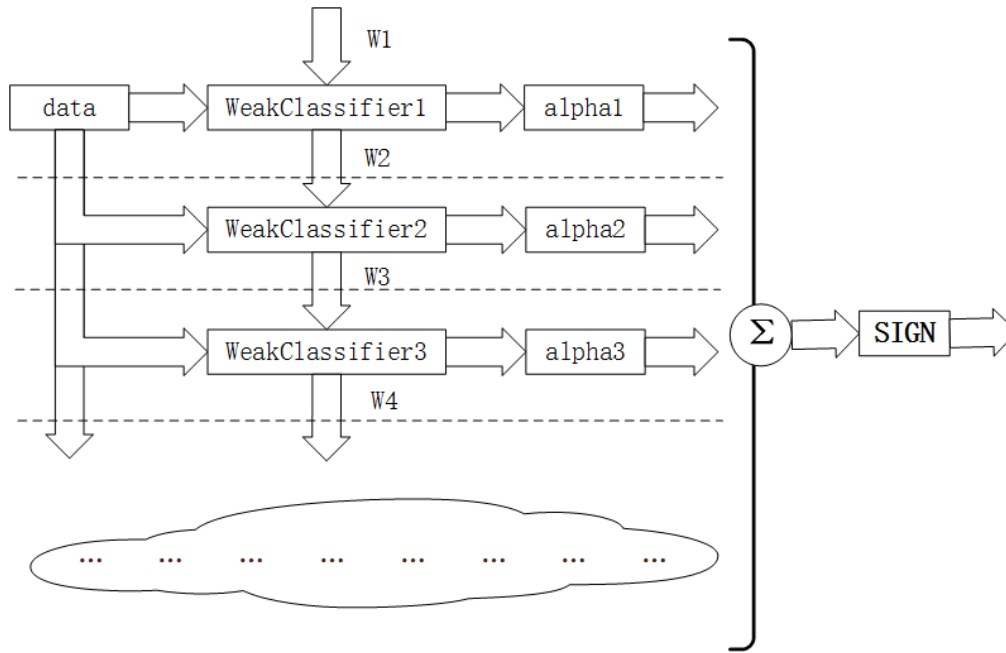 W1
data WeakClassifier1 alpha1
W2
WeakClassifier2 alpha2
W3
Σ SIGN
WeakClassifier3 alpha3
W4
... ... ... ... ... ... ... ...